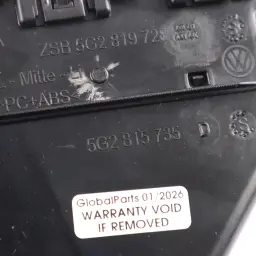 ZSB 5G2 819 72
- Mitte -
PC+ABS
5G2 815 735 D
GlobalParts 01/2026
WARRANTY VOID
IF REMOVED